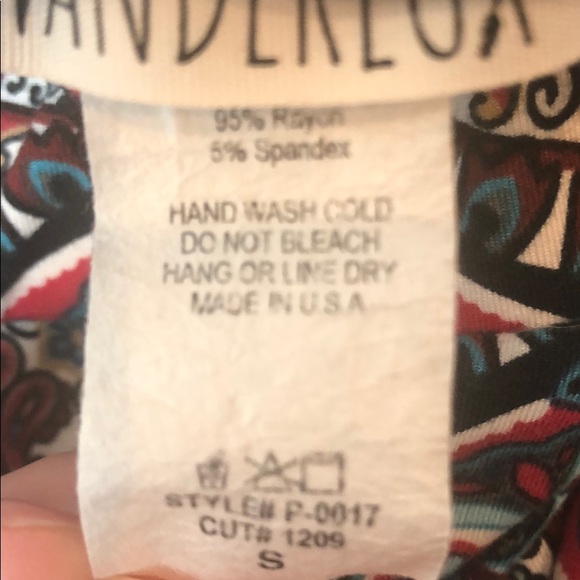 VANDERLUX
95% Rayon
5% Spandex
HAND WASH COLD
DO NOT BLEACH
HANG OR LINE DRY
MADE IN U.S.A
STYLE# P-0017
CUT# 1209
S